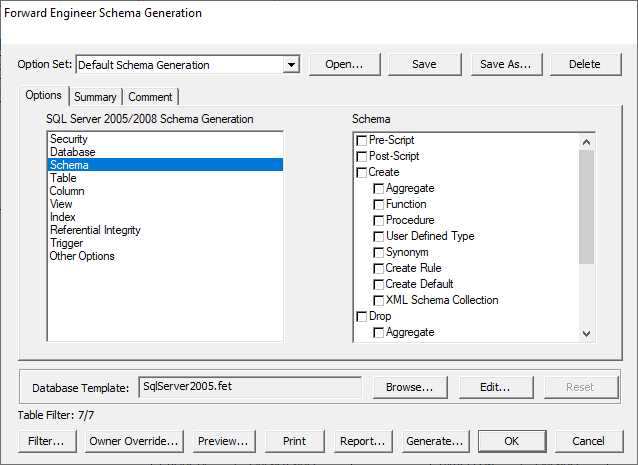 Forward Engineer Schema Generation
Option Set: Default Schema Generation Open... Save Save As... Delete
Options Summary Comment
SQL Server 2005/2008 Schema Generation
Security
Database
Schema
Table
Column
View
Index
Referential Integrity
Trigger
Other Options
Schema
Pre-Script
Post-Script
Create
Aggregate
Function
Procedure
User Defined Type
Synonym
Create Rule
Create Default
XML Schema Collection
Drop
Aggregate
Database Template: SqlServer2005.fet Browse... Edit... Reset
Table Filter: 7/7
Filter... Owner Override... Preview... Print Report... Generate... OK Cancel